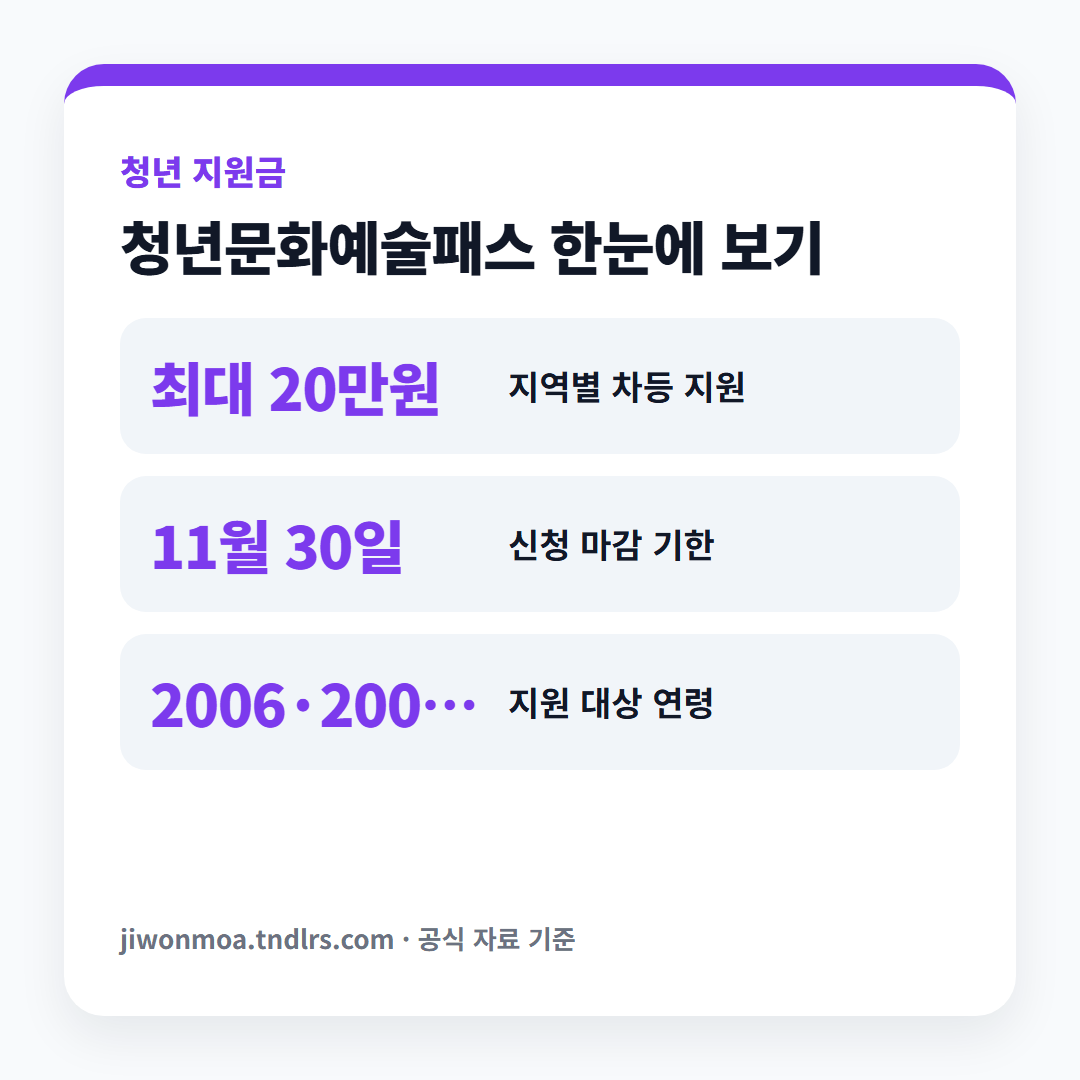 청년 지원금
청년문화예술패스 한눈에 보기
최대 20만원 지역별 차등 지원
11월 30일 신청 마감 기한
2006·200··· 지원 대상 연령
jiwonmoa.tndlrs.com · 공식 자료 기준